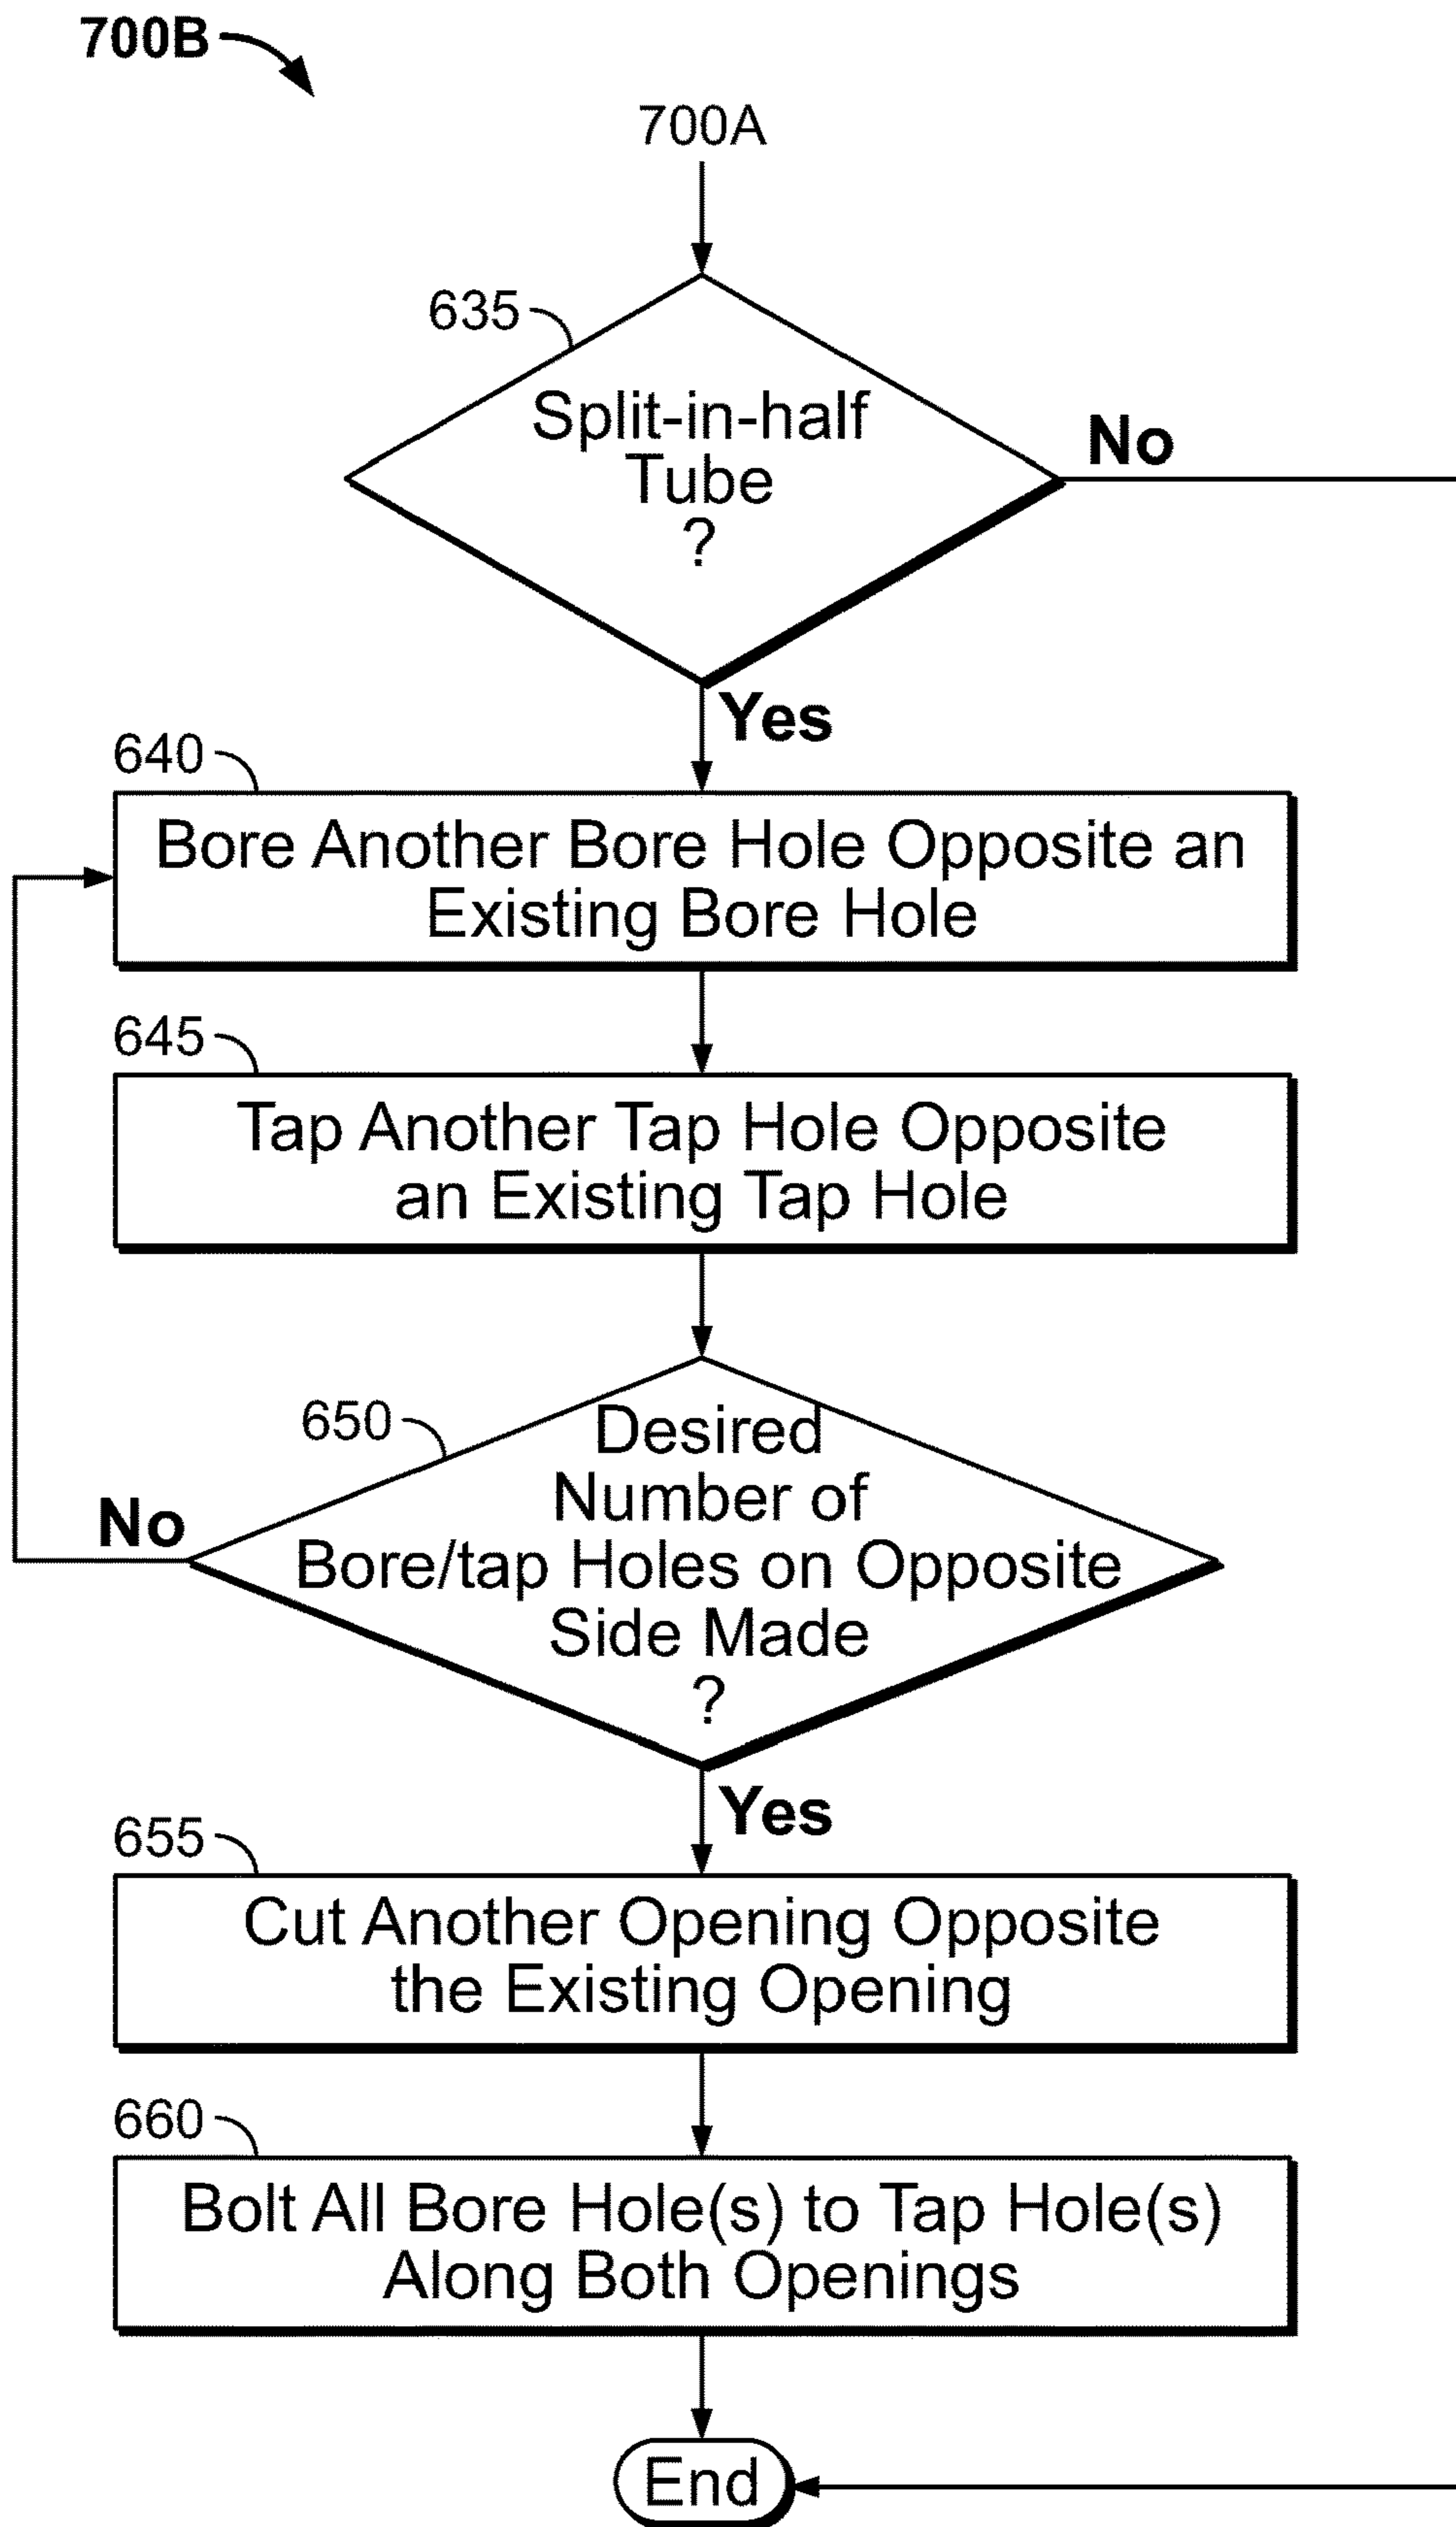 700B
700A
635
Split-in-half
Tube
?
No
Yes
640
Bore Another Bore Hole Opposite an
Existing Bore Hole
645
Tap Another Tap Hole Opposite
an Existing Tap Hole
650
Desired
Number of
Bore/tap Holes on Opposite
Side Made
?
No
Yes
655
Cut Another Opening Opposite
the Existing Opening
660
Bolt All Bore Hole(s) to Tap Hole(s)
Along Both Openings
End